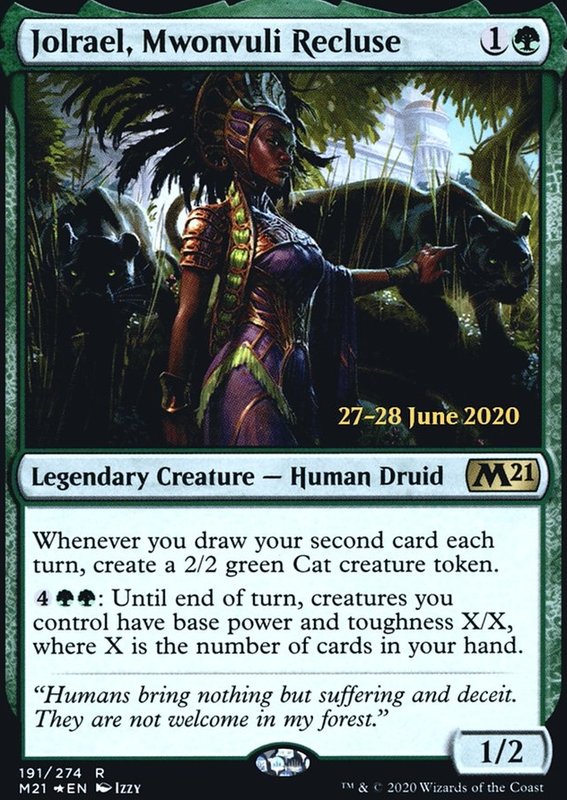 Jolrael, Mwonvuli Recluse 1
27–28 June 2020
Legendary Creature — Human Druid M21
Whenever you draw your second card each
turn, create a 2/2 green Cat creature token.
4: Until end of turn, creatures you
control have base power and toughness X/X,
where X is the number of cards in your hand.
“Humans bring nothing but suffering and deceit.
They are not welcome in my forest.”
1/2
191/274 R
M21 ★ EN Izzy
™ & © 2020 Wizards of the Coast